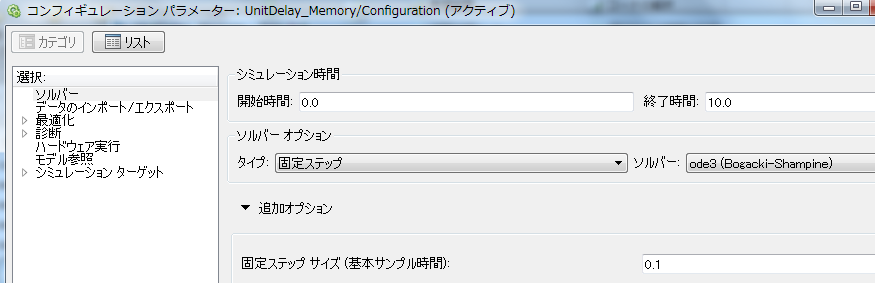 コンフィギュレーション パラメーター: UnitDelay_Memory/Configuration (アクティブ)
カテゴリ リスト
選択:
ソルバー
データのインポート/エクスポート
最適化
診断
ハードウェア実行
モデル参照
シミュレーション ターゲット
シミュレーション時間
開始時間: 0.0 終了時間: 10.0
ソルバー オプション
タイプ: 固定ステップ ソルバー: ode3 (Bogacki-Shampine)
追加オプション
固定ステップ サイズ (基本サンプル時間): 0.1